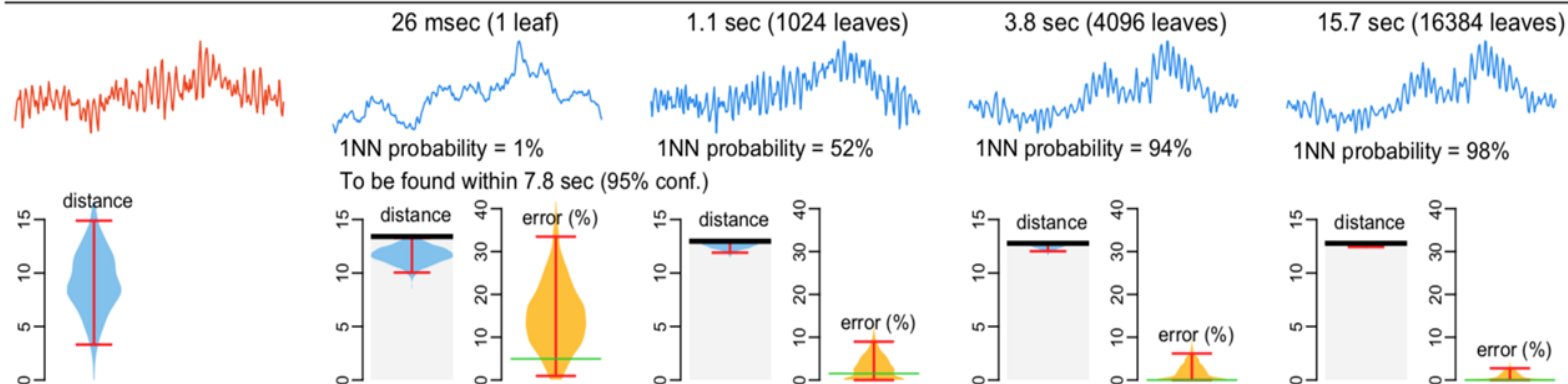 26 msec (1 leaf)
1.1 sec (1024 leaves)
3.8 sec (4096 leaves)
15.7 sec (16384 leaves)
1NN probability = 1%
1NN probability = 52%
1NN probability = 94%
1NN probability = 98%
To be found within 7.8 sec (95% conf.)
distance
0
5
10
15
distance
0
5
10
15
error (%)
0
10
20
30
40
distance
0
5
10
15
error (%)
0
10
20
30
40
distance
0
5
10
15
error (%)
0
10
20
30
40
distance
0
5
10
15
error (%)
0
10
20
30
40